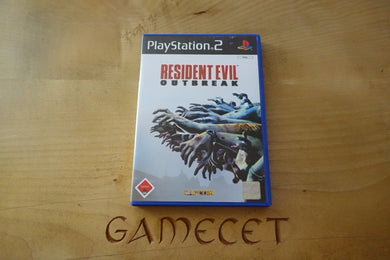 PlayStation 2
RESIDENT EVIL
OUTBREAK
GAMECET